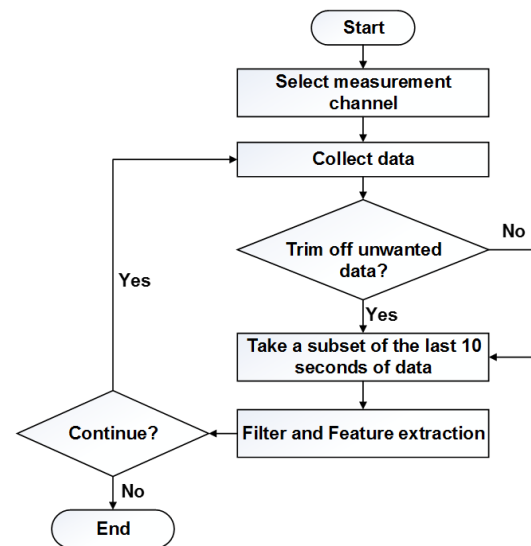 Start
Select measurement
channel
Collect data
No
Trim off unwanted
data?
Yes
Yes
Take a subset of the last 10
seconds of data
Continue?
Filter and Feature extraction
No
End